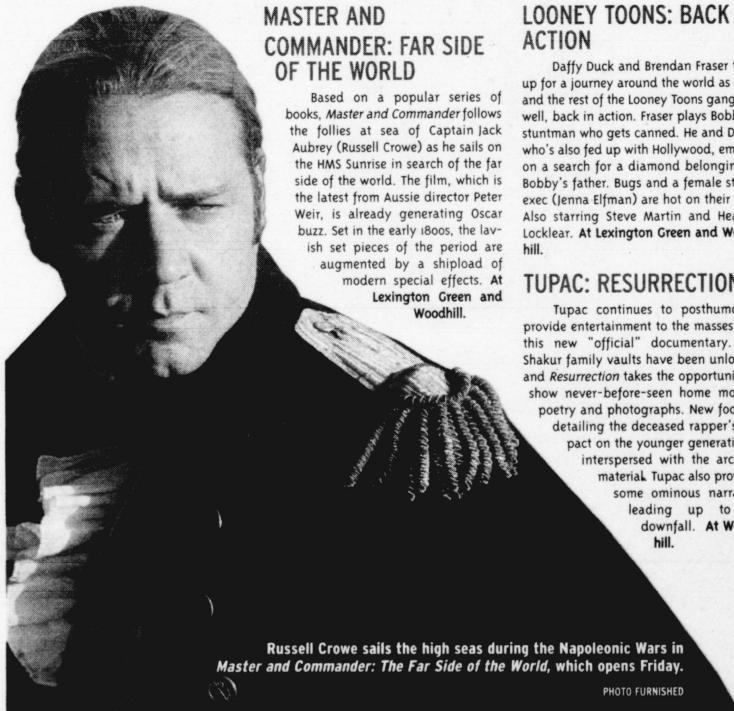 MASTER AND
COMMANDER: FAR SIDE
OF THE WORLD
Based on a popular series of
books, Master and Commander follows
the follies at sea of Captain Jack
Aubrey (Russell Crowe) as he sails on
the HMS Sunrise in search of the far
side of the world. The film, which is
the latest from Aussie director Peter
Weir, is already generating Oscar
buzz. Set in the early 1800s, the lav-
ish set pieces of the period are
augmented by a shipload of
modern special effects. At
Lexington Green and
Woodhill.
LOONEY TOONS: BACK
ACTION
Daffy Duck and Brendan Fraser
up for a journey around the world as
and the rest of the Looney Toons gang
well, back in action. Fraser plays
stuntman who gets canned. He and
who's also fed up with Hollywood,
on a search for a diamond
Bobby's father. Bugs and a female
exec (Jenna Elfman) are hot on their
Also starring Steve Martin and
Locklear. At Lexington Green and
hill.
TUPAC: RESURRECTION
Tupac continues to
provide entertainment to the masses
this new "official" documentary.
Shakur family vaults have been
and Resurrection takes the
show never-before-seen home
poetry and photographs. New
detailing the deceased rapper's
pact on the younger
interspersed with the
material. Tupac also
some ominous
leading up to
downfall. At
hill.
Russell Crowe sails the high seas during the Napoleonic Wars in
Master and Commander: The Far Side of the World, which opens Friday.
PHOTO FURNISHED